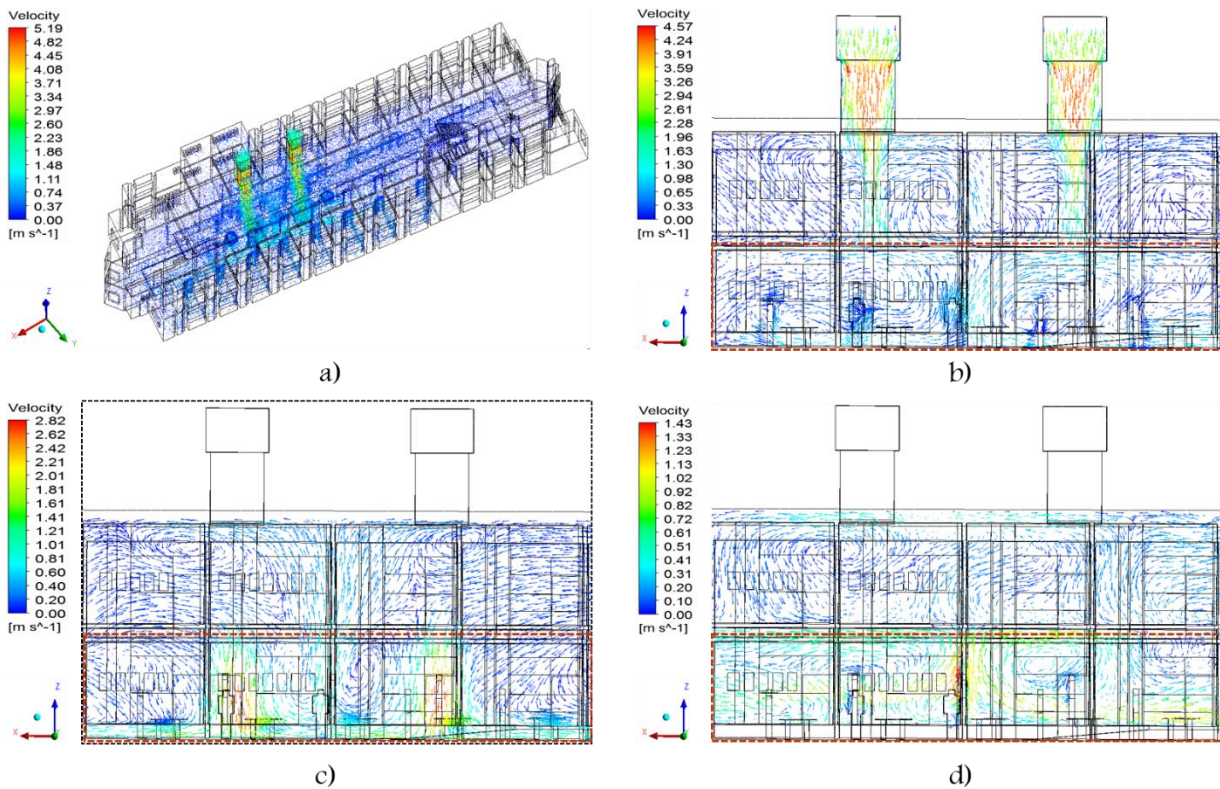 Velocity
5.19
4.82
4.45
4.08
3.71
3.34
2.97
2.60
2.23
1.86
1.48
1.11
0.74
0.37
0.00
[m s^-1]
Z
X
Y
a)
Velocity
4.57
4.24
3.91
3.59
3.26
2.94
2.61
2.28
1.96
1.63
1.30
0.98
0.65
0.33
0.00
[m s^-1]
Z
X
Y
b)
Velocity
2.82
2.62
2.42
2.21
2.01
1.81
1.61
1.41
1.21
1.01
0.81
0.60
0.40
0.20
0.00
[m s^-1]
Z
X
Y
c)
Velocity
1.43
1.33
1.23
1.13
1.02
0.92
0.82
0.72
0.61
0.51
0.41
0.31
0.20
0.10
0.00
[m s^-1]
Z
X
Y
d)